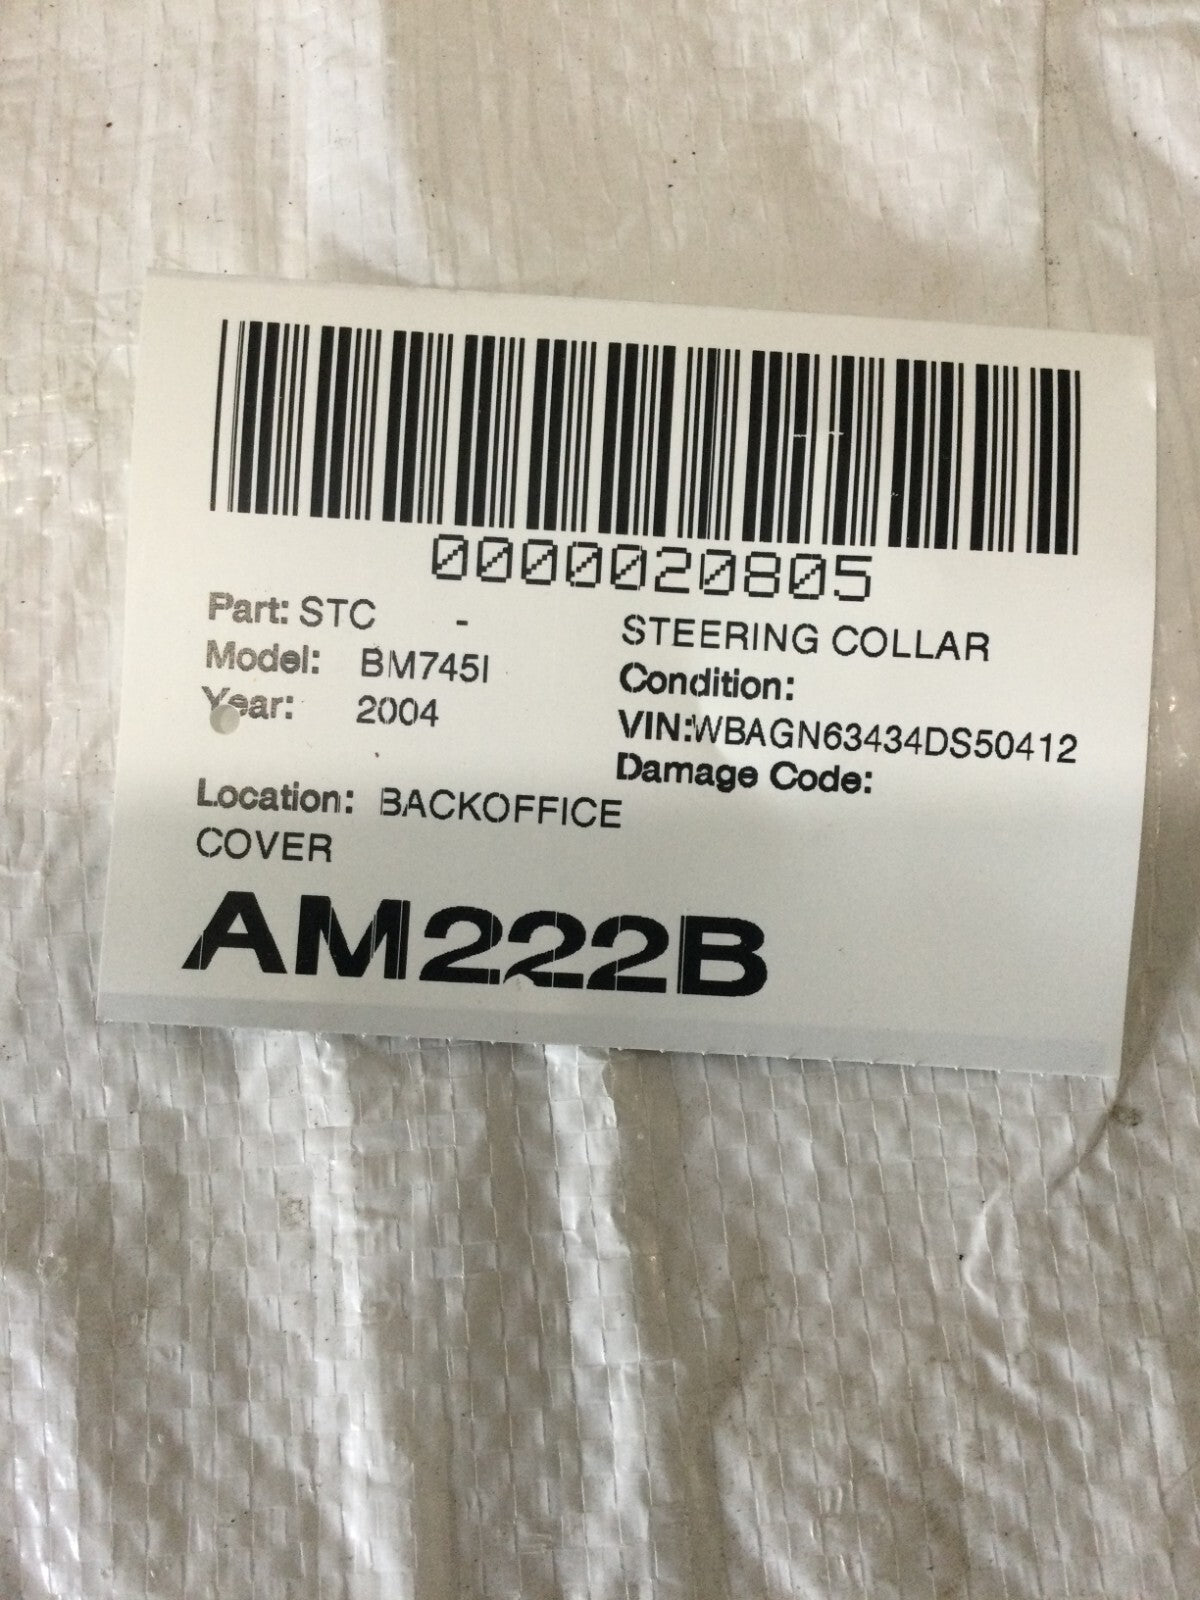 0000020805
Part: STC - STEERING COLLAR
Model: BM745I Condition:
Year: 2004 VIN:WBAGN63434DS50412
Damage Code:
Location: BACKOFFICE
COVER
AM222B